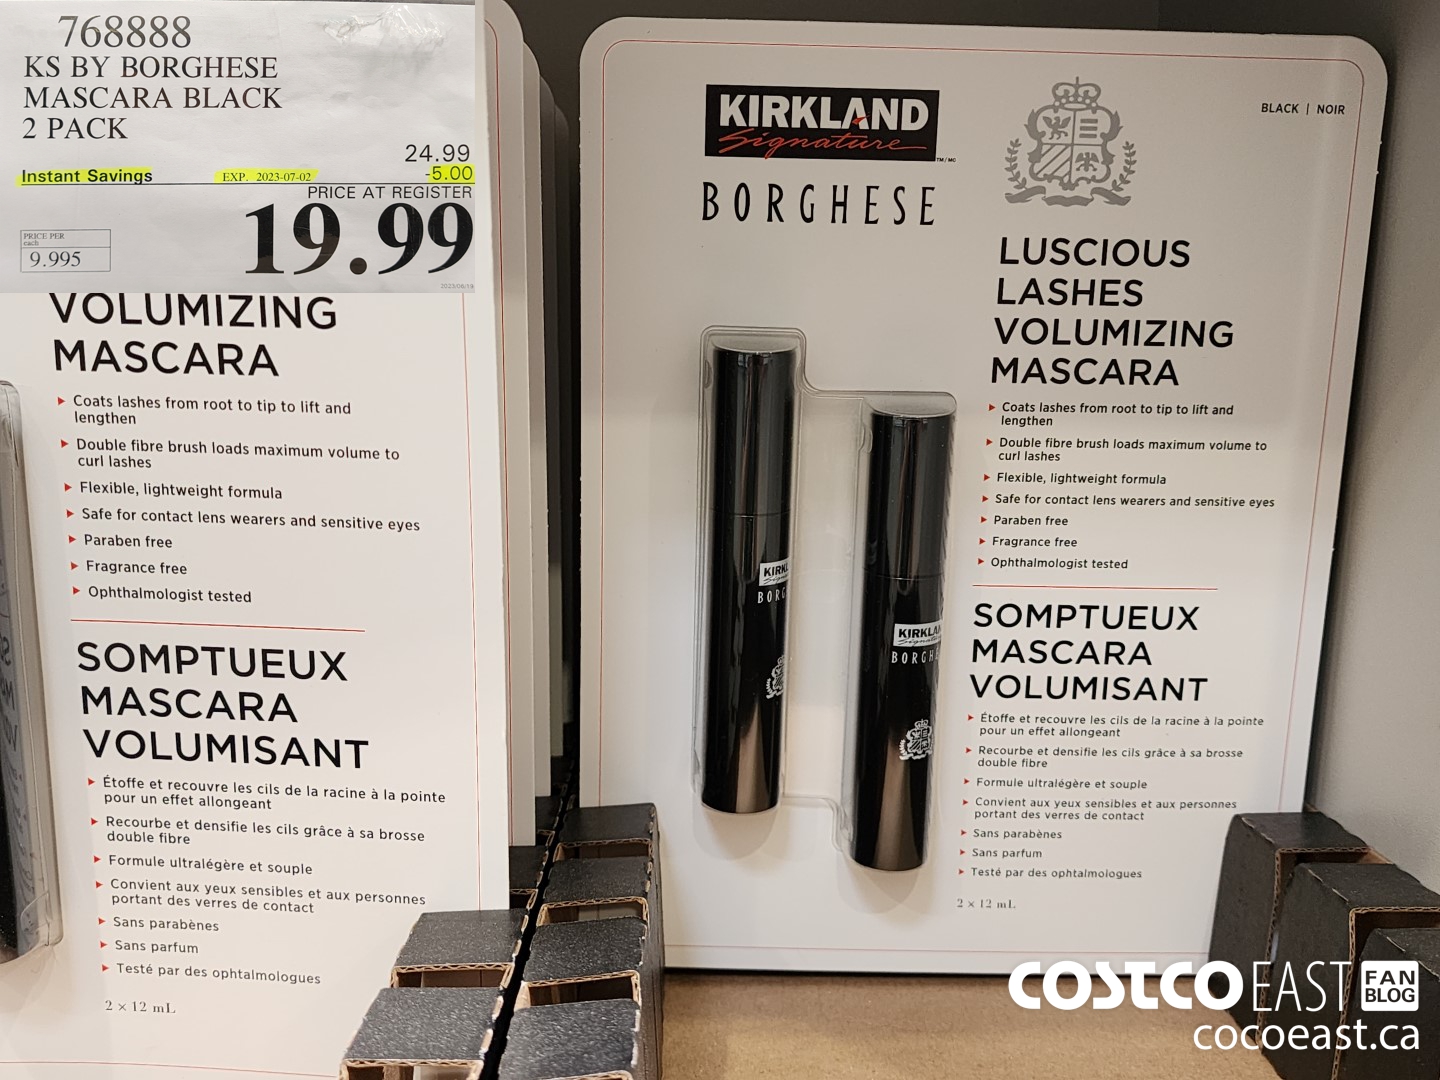 768888
KS BY BORGHESE
MASCARA BLACK
2 PACK
24.99
Instant Savings EXP. 2023-07-02 -5.00
PRICE AT REGISTER
19.99
PRICE PER
each
9.995
2023/06/19
VOLUMIZING
MASCARA
Coats lashes from root to tip to lift and
lengthen
Double fibre brush loads maximum volume to
curl lashes
Flexible, lightweight formula
Safe for contact lens wearers and sensitive eyes
Paraben free
Fragrance free
Ophthalmologist tested
SOMPTUEUX
MASCARA
VOLUMISANT
Étoffe et recouvre les cils de la racine à la pointe
pour un effet allongeant
Recourbe et densifie les cils grâce à sa brosse
double fibre
Formule ultralégère et souple
Convient aux yeux sensibles et aux personnes
portant des verres de contact
Sans parabènes
Sans parfum
Testé par des ophtalmologues
2 x 12 mL
KIRKLAND
Signature
TM/MC
BORGHESE
BLACK | NOIR
LUSCIOUS
LASHES
VOLUMIZING
MASCARA
Coats lashes from root to tip to lift and
lengthen
Double fibre brush loads maximum volume to
curl lashes
Flexible, lightweight formula
Safe for contact lens wearers and sensitive eyes
Paraben free
Fragrance free
Ophthalmologist tested
SOMPTUEUX
MASCARA
VOLUMISANT
Étoffe et recouvre les cils de la racine à la pointe
pour un effet allongeant
Recourbe et densifie les cils grâce à sa brosse
double fibre
Formule ultralégère et souple
Convient aux yeux sensibles et aux personnes
portant des verres de contact
Sans parabènes
Sans parfum
Testé par des ophtalmologues
2 x 12 mL
KIRKL
BORG
KIRKLAN
Signature
BORGHE
COSTCO EAST FAN BLOG
cocoeast.ca